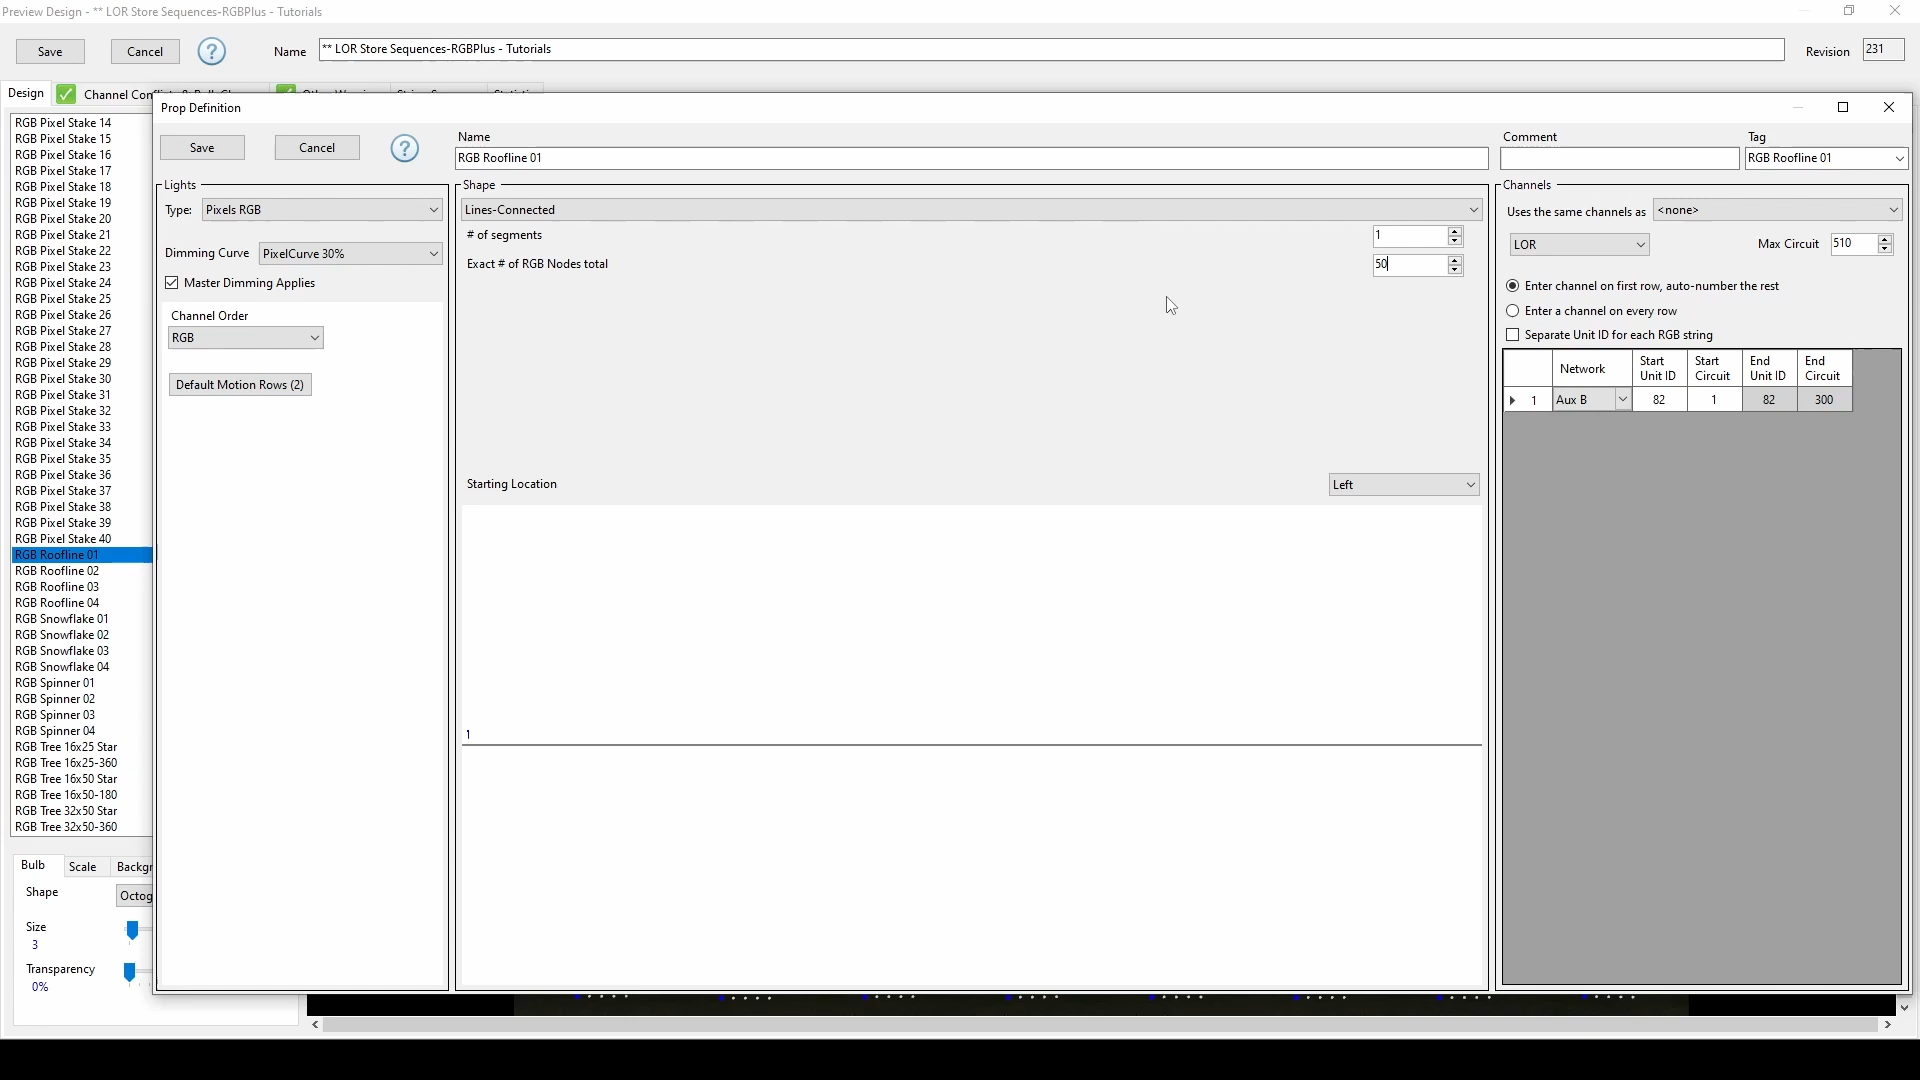 Preview Design - ** LOR Store Sequences-RGBPlus - Tutorials
Save
Cancel
?
Name
** LOR Store Sequences-RGBPlus - Tutorials
Revision
231
Design
Channel
Prop Definition
Save
Cancel
?
Name
RGB Roofline 01
Comment
Tag
RGB Roofline 01
RGB Pixel Stake 14
RGB Pixel Stake 15
RGB Pixel Stake 16
RGB Pixel Stake 17
RGB Pixel Stake 18
RGB Pixel Stake 19
RGB Pixel Stake 20
RGB Pixel Stake 21
RGB Pixel Stake 22
RGB Pixel Stake 23
RGB Pixel Stake 24
RGB Pixel Stake 25
RGB Pixel Stake 26
RGB Pixel Stake 27
RGB Pixel Stake 28
RGB Pixel Stake 29
RGB Pixel Stake 30
RGB Pixel Stake 31
RGB Pixel Stake 32
RGB Pixel Stake 33
RGB Pixel Stake 34
RGB Pixel Stake 35
RGB Pixel Stake 36
RGB Pixel Stake 37
RGB Pixel Stake 38
RGB Pixel Stake 39
RGB Pixel Stake 40
RGB Roofline 01
RGB Roofline 02
RGB Roofline 03
RGB Roofline 04
RGB Snowflake 01
RGB Snowflake 02
RGB Snowflake 03
RGB Snowflake 04
RGB Spinner 01
RGB Spinner 02
RGB Spinner 03
RGB Spinner 04
RGB Tree 16x25 Star
RGB Tree 16x25-360
RGB Tree 16x50 Star
RGB Tree 16x50-180
RGB Tree 32x50 Star
RGB Tree 32x50-360
Bulb
Scale
Backgr
Shape
Octog
Size
3
Transparency
0%
Lights
Type:
Pixels RGB
Dimming Curve
PixelCurve 30%
Master Dimming Applies
Channel Order
RGB
Default Motion Rows (2)
Shape
Lines-Connected
# of segments
1
Exact # of RGB Nodes total
50
Starting Location
Left
1
Channels
Uses the same channels as
<none>
LOR
Max Circuit
510
Enter channel on first row, auto-number the rest
Enter a channel on every row
Separate Unit ID for each RGB string
Network
Start Unit ID
Start Circuit
End Unit ID
End Circuit
1
Aux B
82
1
82
300